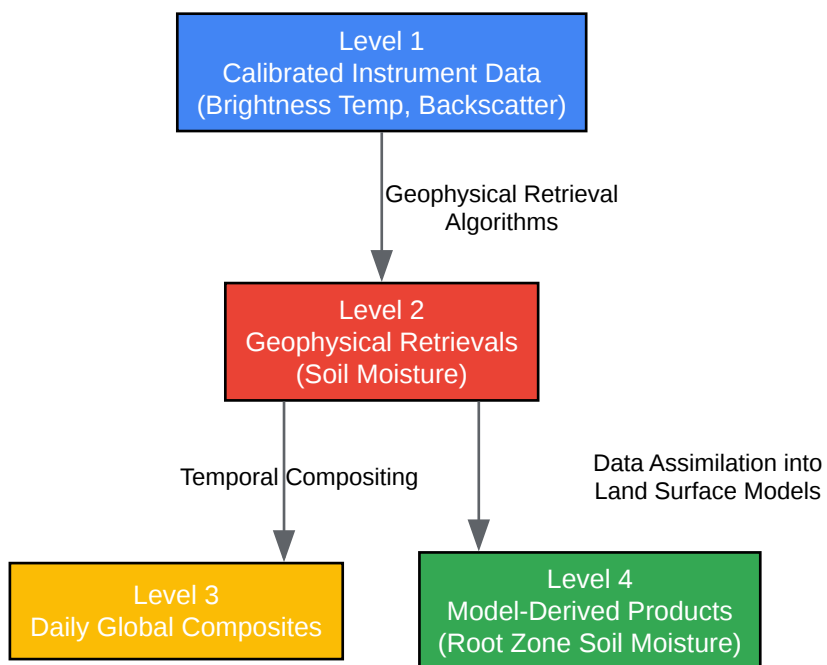 Level 1
Calibrated Instrument Data
(Brightness Temp, Backscatter)
Geophysical Retrieval
Algorithms
Level 2
Geophysical Retrievals
(Soil Moisture)
Temporal Compositing
Data Assimilation into
Land Surface Models
Level 3
Daily Global Composites
Level 4
Model-Derived Products
(Root Zone Soil Moisture)